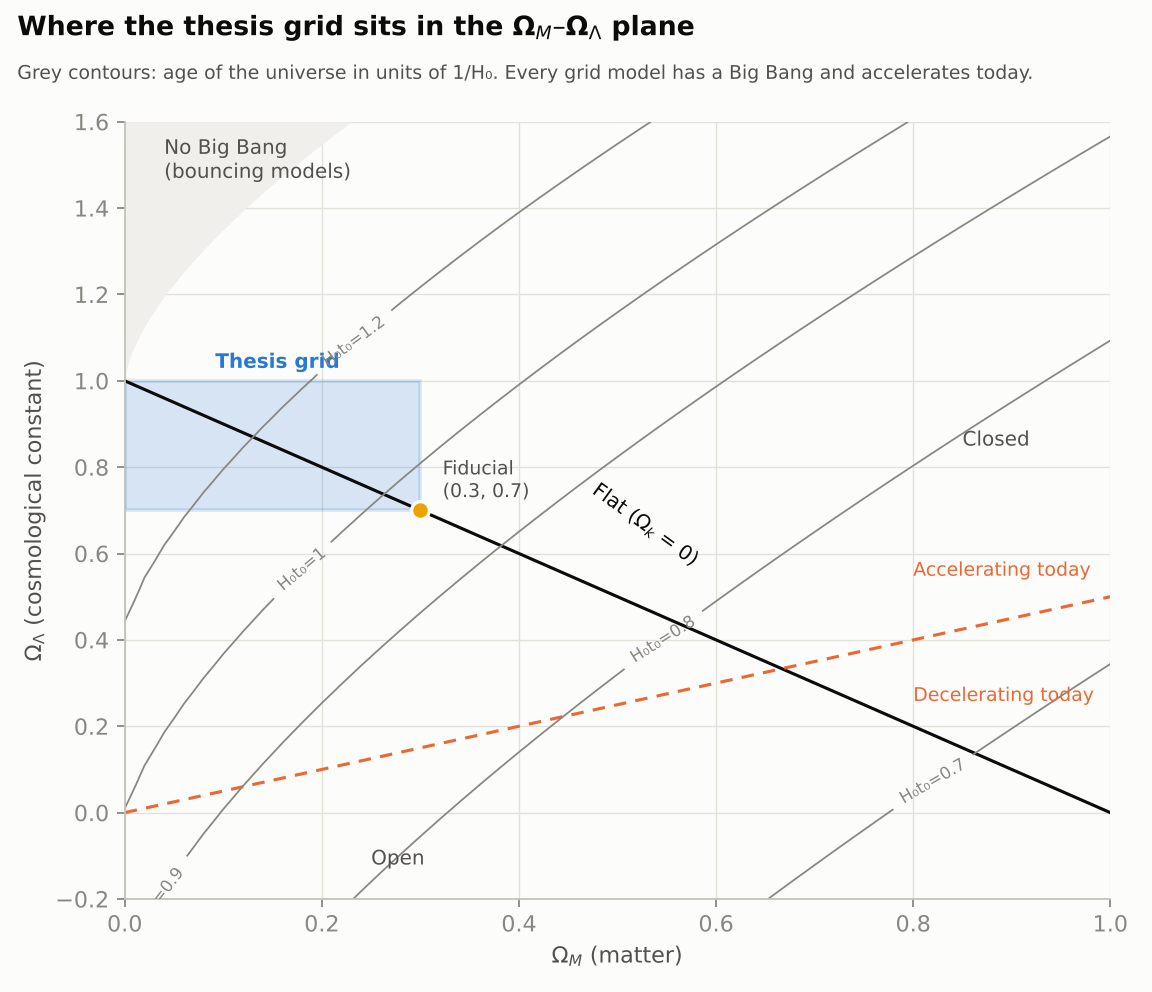 Where the thesis grid sits in the Ω_M–Ω_Λ plane
Grey contours: age of the universe in units of 1/H₀. Every grid model has a Big Bang and accelerates today.
1.6
No Big Bang
(bouncing models)
1.4
1.2
H₀t₀=1.2
Thesis grid
1.0
Closed
0.8
Fiducial
(0.3, 0.7)
Flat (Ω_k = 0)
0.6
H₀t₀=1
Accelerating today
0.4
H₀t₀=0.8
0.2
Decelerating today
H₀t₀=0.7
0.0
Open
=0.9
−0.2
Ω_Λ (cosmological constant)
0.0 0.2 0.4 0.6 0.8 1.0
Ω_M (matter)